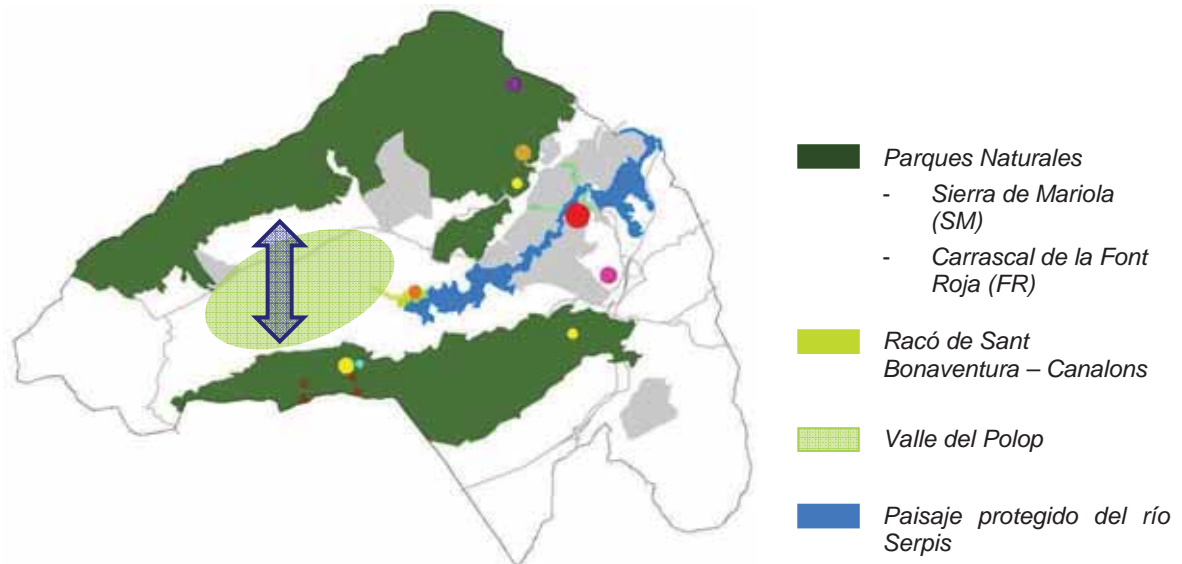 Parques Naturales
- Sierra de Mariola
(SM)
- Carrascal de la Font
Roja (FR)
Racó de Sant
Bonaventura – Canalons
Valle del Polop
Paisaje protegido del río
Serpis